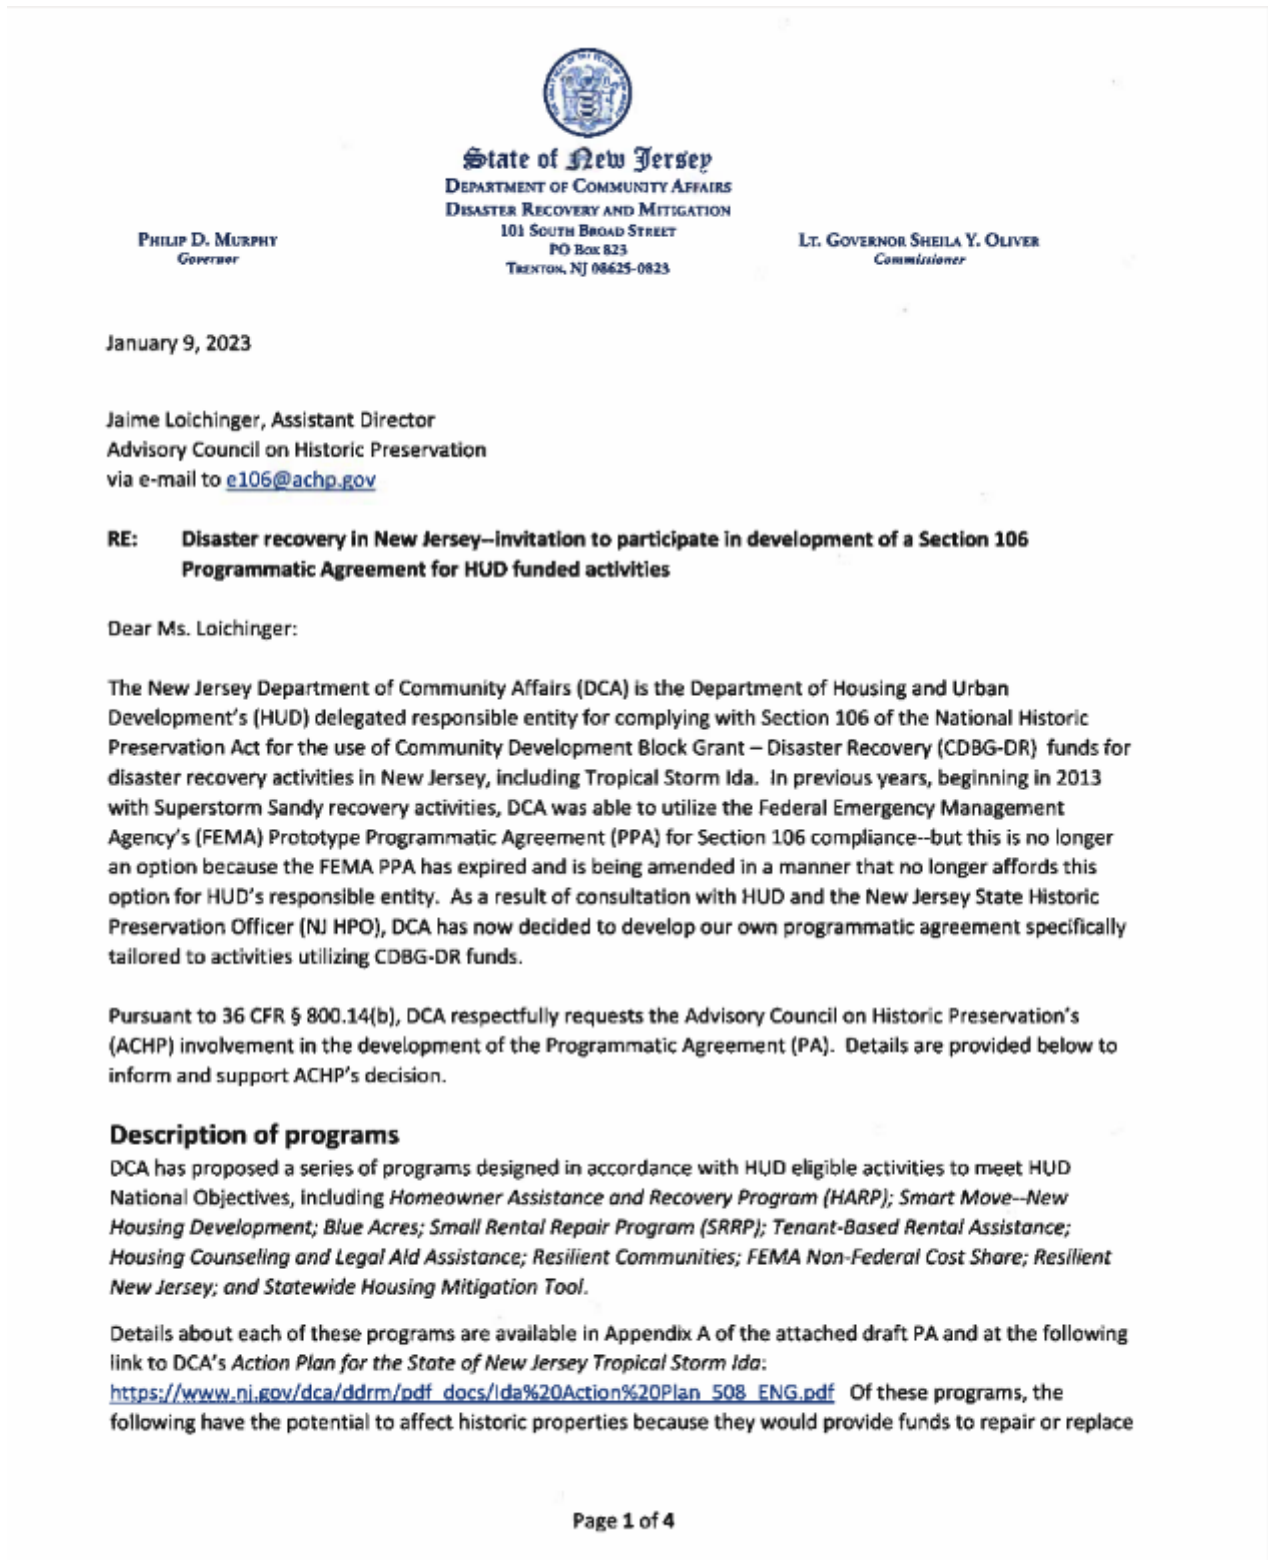 State of New Jersey
DEPARTMENT OF COMMUNITY AFFAIRS
DISASTER RECOVERY AND MITIGATION
101 SOUTH BROAD STREET
PO BOX 823
TRENTON, NJ 08625-0823
PHILIP D. MURPHY
Governor
LT. GOVERNOR SHEILA Y. OLIVER
Commissioner
January 9, 2023
Jaime Loichinger, Assistant Director
Advisory Council on Historic Preservation
via e-mail to e106@achp.gov
RE: Disaster recovery in New Jersey--invitation to participate in development of a Section 106
Programmatic Agreement for HUD funded activities
Dear Ms. Loichinger:
The New Jersey Department of Community Affairs (DCA) is the Department of Housing and Urban
Development's (HUD) delegated responsible entity for complying with Section 106 of the National Historic
Preservation Act for the use of Community Development Block Grant – Disaster Recovery (CDBG-DR) funds for
disaster recovery activities in New Jersey, including Tropical Storm Ida. In previous years, beginning in 2013
with Superstorm Sandy recovery activities, DCA was able to utilize the Federal Emergency Management
Agency's (FEMA) Prototype Programmatic Agreement (PPA) for Section 106 compliance--but this is no longer
an option because the FEMA PPA has expired and is being amended in a manner that no longer affords this
option for HUD's responsible entity. As a result of consultation with HUD and the New Jersey State Historic
Preservation Officer (NJ HPO), DCA has now decided to develop our own programmatic agreement specifically
tailored to activities utilizing CDBG-DR funds.
Pursuant to 36 CFR § 800.14(b), DCA respectfully requests the Advisory Council on Historic Preservation's
(ACHP) involvement in the development of the Programmatic Agreement (PA). Details are provided below to
inform and support ACHP's decision.
Description of programs
DCA has proposed a series of programs designed in accordance with HUD eligible activities to meet HUD
National Objectives, including Homeowner Assistance and Recovery Program (HARP); Smart Move--New
Housing Development; Blue Acres; Small Rental Repair Program (SRRP); Tenant-Based Rental Assistance;
Housing Counseling and Legal Aid Assistance; Resilient Communities; FEMA Non-Federal Cost Share; Resilient
New Jersey; and Statewide Housing Mitigation Tool.
Details about each of these programs are available in Appendix A of the attached draft PA and at the following
link to DCA's Action Plan for the State of New Jersey Tropical Storm Ida:
https://www.nj.gov/dca/ddrm/pdf_docs/Ida%20Action%20Plan_508_ENG.pdf Of these programs, the
following have the potential to affect historic properties because they would provide funds to repair or replace
Page 1 of 4